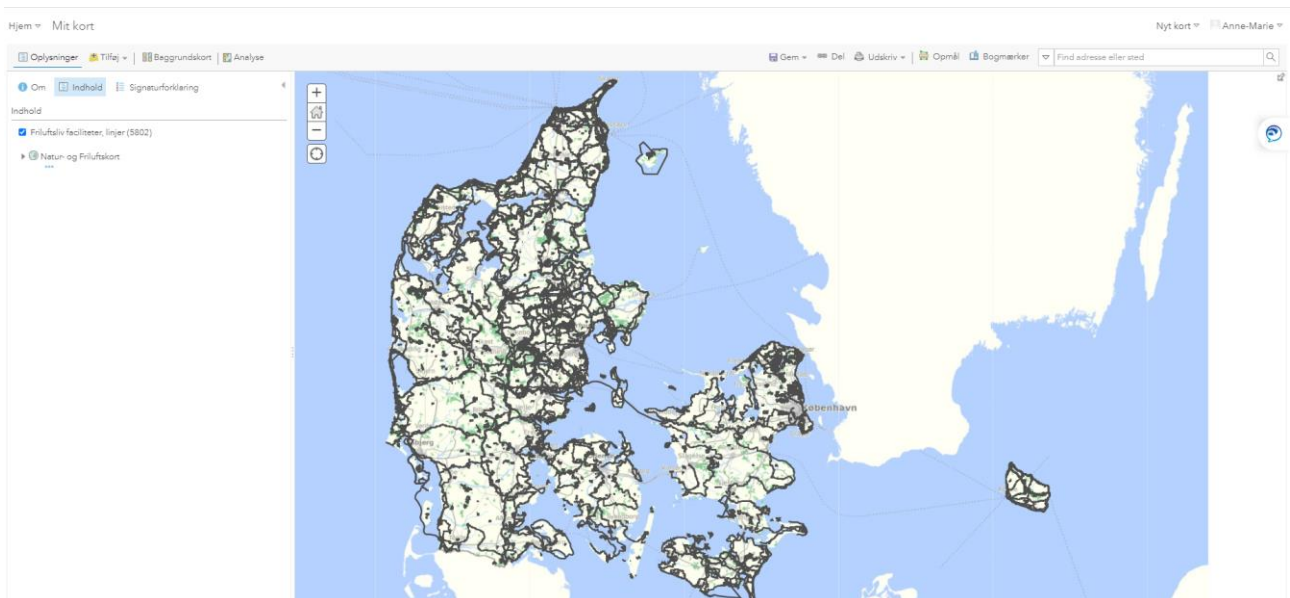 Hjem Mit kort Nyt kort Anne-Marie
Oplysninger Tilføj Baggrundskort Analyse Gem Del Udskriv Opmål Bogmærker Find adresse eller sted
Om Indhold Signaturforklaring
Indhold
Friluftsliv faciliteter, linjer (5802)
Natur- og Friluftskort
København